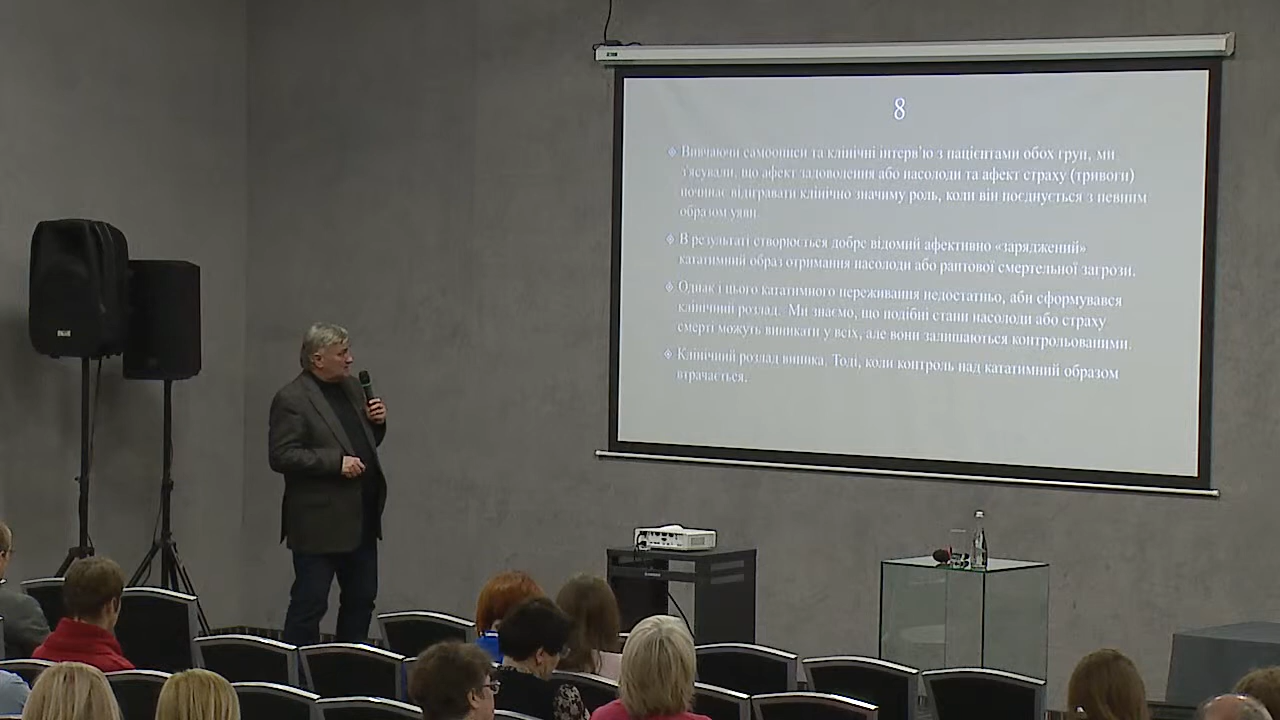 8
Вивчаючи самоописи та клінічні інтерв'ю з пацієнтами обох груп, ми
з'ясували, що афект задоволення або насолоди та афект страху (тривоги)
починає відігравати клінічно значиму роль, коли він поєднується з певним
образом уяви.
В результаті створюється добре відомий афективно «заряджений»
кататимний образ отримання насолоди або раптової смертельної загрози.
Однак і цього кататимного переживання недостатньо, аби сформувався
клінічний розлад. Ми знаємо, що подібні стани насолоди або страху
смерті можуть виникати у всіх, але вони залишаються контрольованими.
Клінічний розлад виника. Тоді, коли контроль над кататимний образом
втрачається.